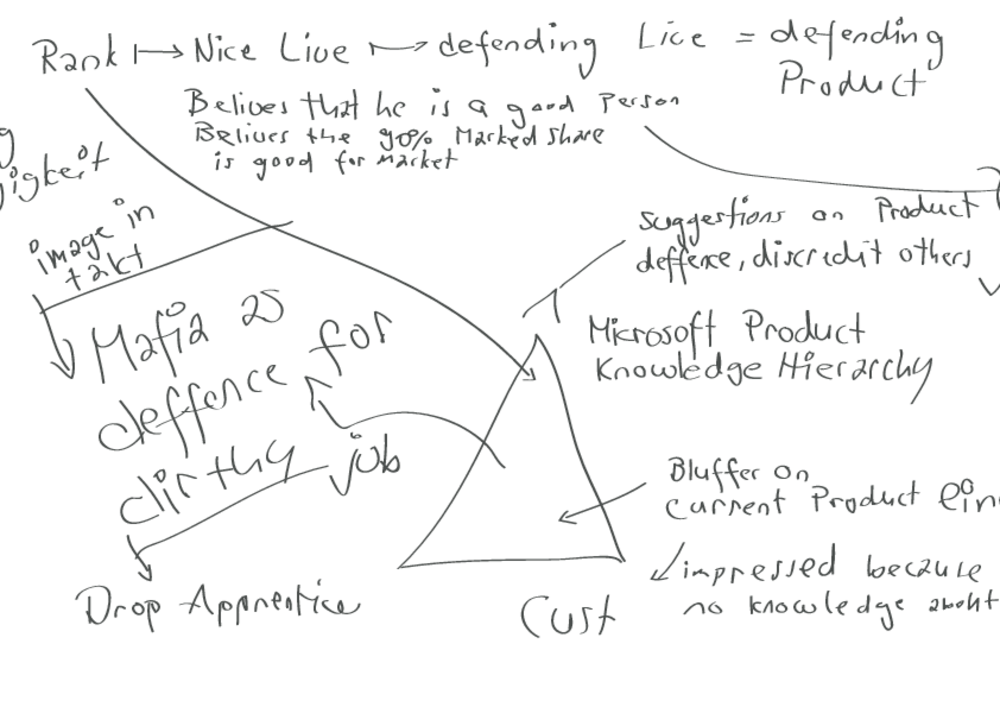 Rank → Nice Live → defending Lice = defending
Product
Belives that he is a good Person
Belives the 90% Marked share
is good for Market
image in
takt
suggestions on Product
deffence, discredit others
Mafia as
deffence for
dirthy job
Microsoft Product
Knowledge Hierarchy
Bluffer on
current Product line
Drop Apprentice
Cust
impressed because
no knowledge about